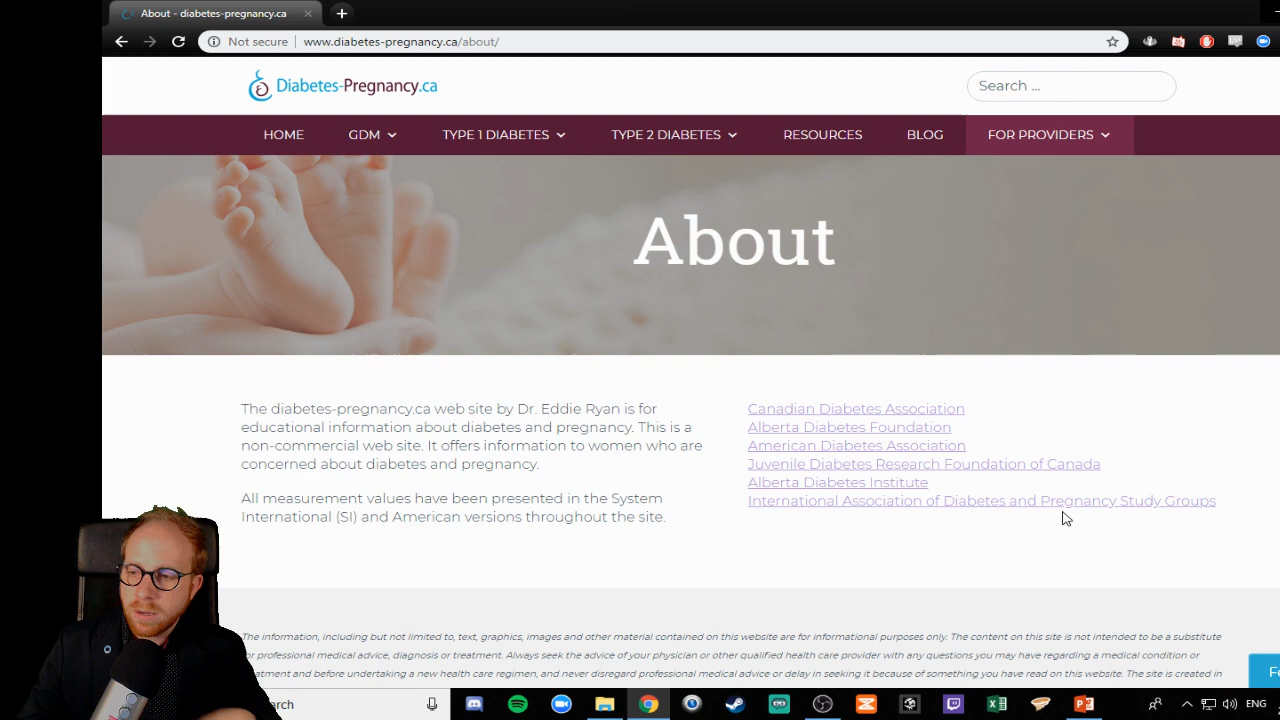 About - diabetes-pregnancy.ca
Not secure www.diabetes-pregnancy.ca/about/
Diabetes-Pregnancy.ca
Search ...
HOME GDM TYPE 1 DIABETES TYPE 2 DIABETES RESOURCES BLOG FOR PROVIDERS
About
The diabetes-pregnancy.ca web site by Dr. Eddie Ryan is for
educational information about diabetes and pregnancy. This is a
non-commercial web site. It offers information to women who are
concerned about diabetes and pregnancy.
All measurement values have been presented in the System
International (SI) and American versions throughout the site.
Canadian Diabetes Association
Alberta Diabetes Foundation
American Diabetes Association
Juvenile Diabetes Research Foundation of Canada
Alberta Diabetes Institute
International Association of Diabetes and Pregnancy Study Groups
The information, including but not limited to, text, graphics, images and other material contained on this website are for informational purposes only. The content on this site is not intended to be a substitute
for professional medical advice, diagnosis or treatment. Always seek the advice of your physician or other qualified health care provider with any questions you may have regarding a medical condition or
treatment and before undertaking a new health care regimen, and never disregard professional medical advice or delay in seeking it because of something you have read on this website. The site is created in
ENG